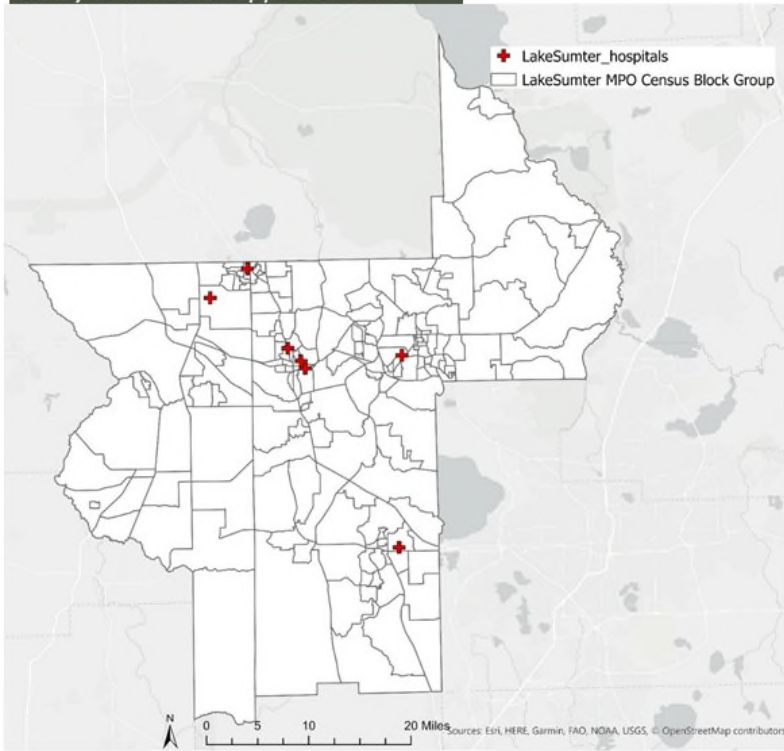 LakeSumter_hospitals
LakeSumter MPO Census Block Group
N
0 5 10 20 Miles
Sources: Esri, HERE, Garmin, FAO, NOAA, USGS, © OpenStreetMap contributors